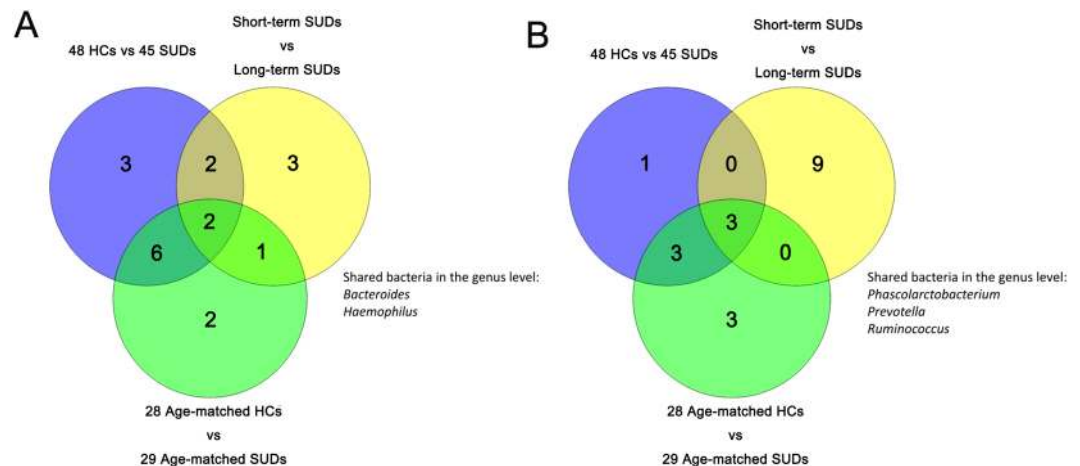 A
48 HCs vs 45 SUDs
Short-term SUDs
vs
Long-term SUDs
3
2
3
2
6
1
2
Shared bacteria in the genus level:
Bacteroides
Haemophilus
28 Age-matched HCs
vs
29 Age-matched SUDs
B
48 HCs vs 45 SUDs
Short-term SUDs
vs
Long-term SUDs
1
0
9
3
3
0
3
Shared bacteria in the genus level:
Phascolarctobacterium
Prevotella
Ruminococcus
28 Age-matched HCs
vs
29 Age-matched SUDs